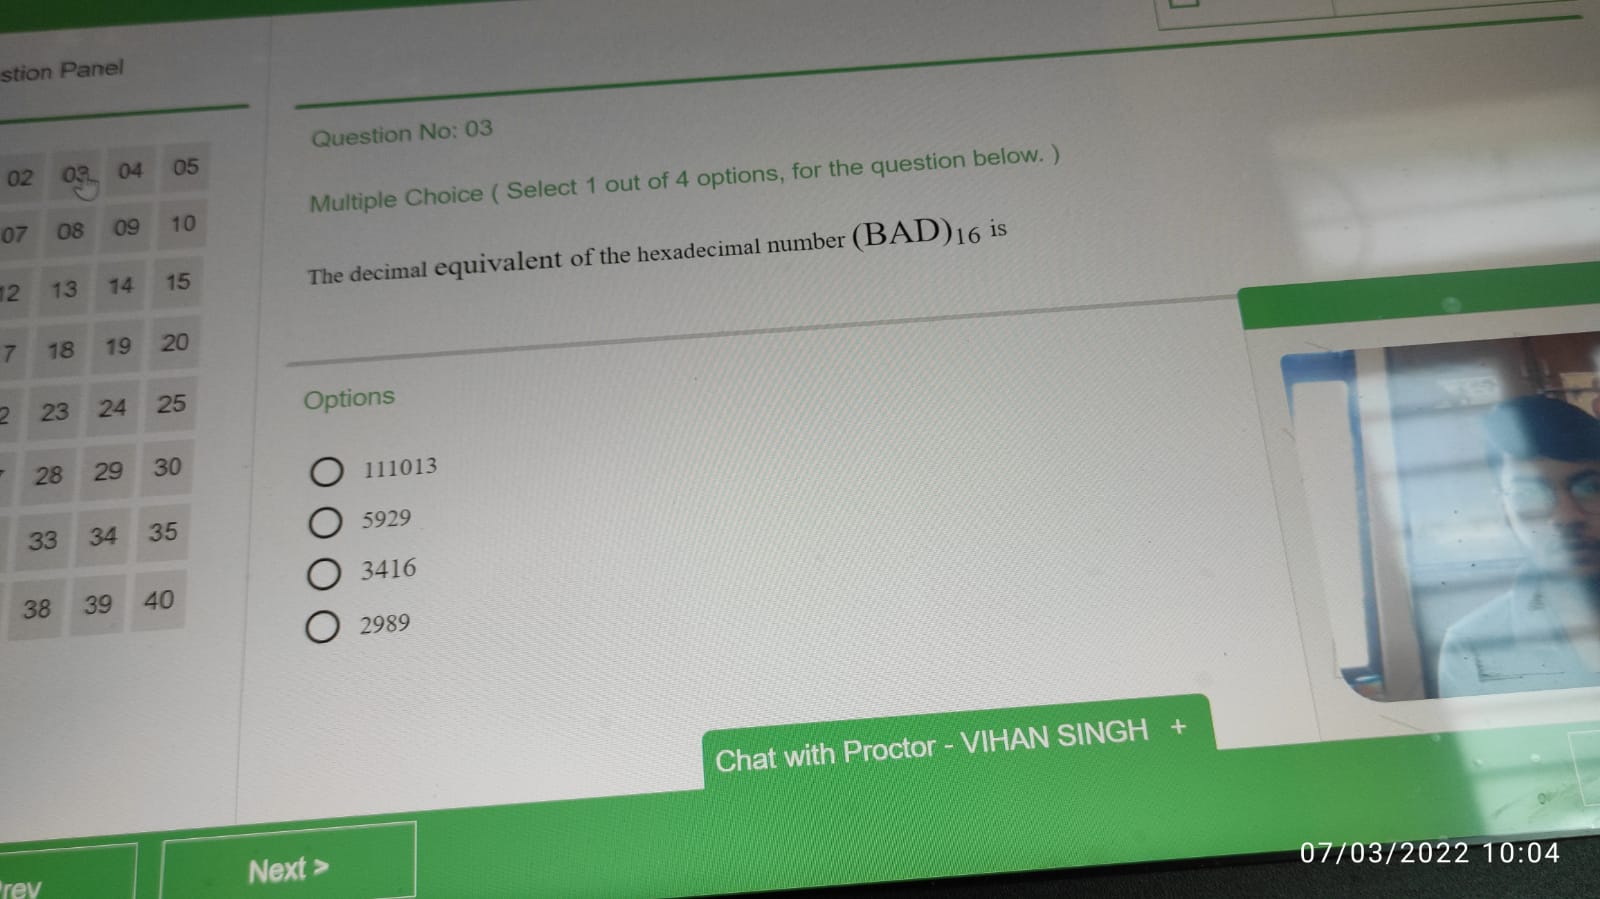 stion Panel
02 03 04 05
07 08 09 10
12 13 14 15
7 18 19 20
2 23 24 25
28 29 30
33 34 35
38 39 40
Question No: 03
Multiple Choice ( Select 1 out of 4 options, for the question below. )
The decimal equivalent of the hexadecimal number (BAD)16 is
Options
111013
5929
3416
2989
Chat with Proctor - VIHAN SINGH +
rev
Next >
07/03/2022 10:04